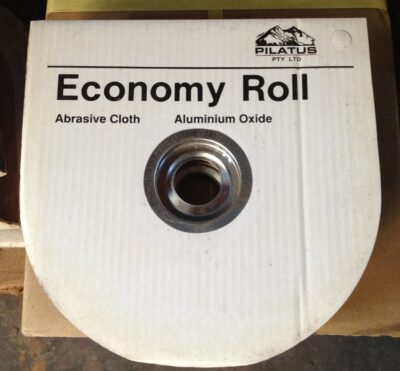 PILATUS
PTY LTD
Economy Roll
Abrasive Cloth Aluminium Oxide